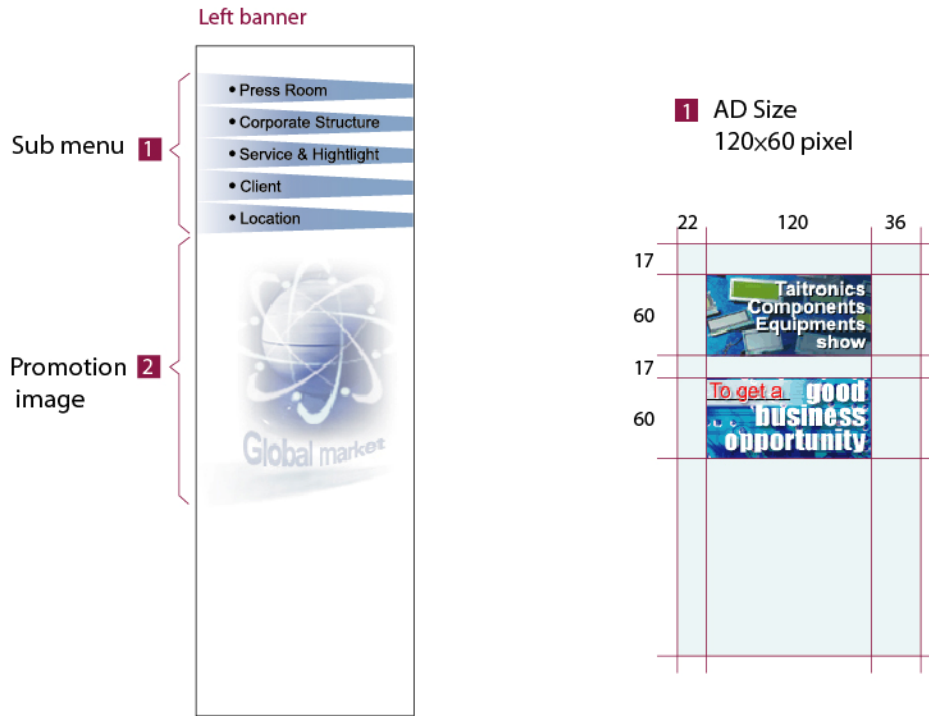 Left banner
• Press Room
• Corporate Structure
• Service & Hightlight
• Client
• Location
Sub menu 1
Global market
Promotion 2
image
1 AD Size
120×60 pixel
22 120 36
17
60
17
60
Taitronics
Components
Equipments
show
To get a good
business
opportunity